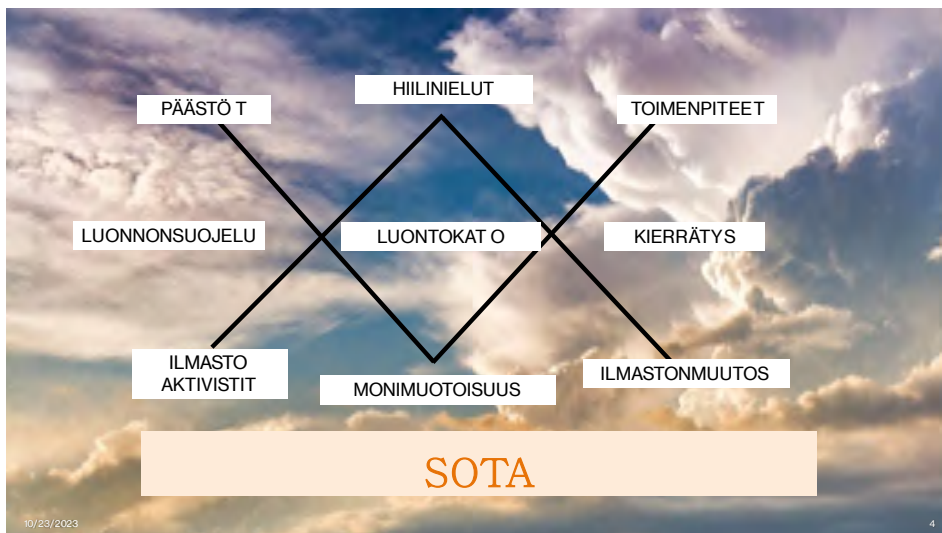 HIILINIELUT
PÄÄSTÖ T
TOIMENPITEET
LUONNONSUOJELU
LUONTOKAT O
KIERRÄTYS
ILMASTO
AKTIVISTIT
MONIMUOTOISUUS
ILMASTONMUUTOS
SOTA
10/23/2023
4